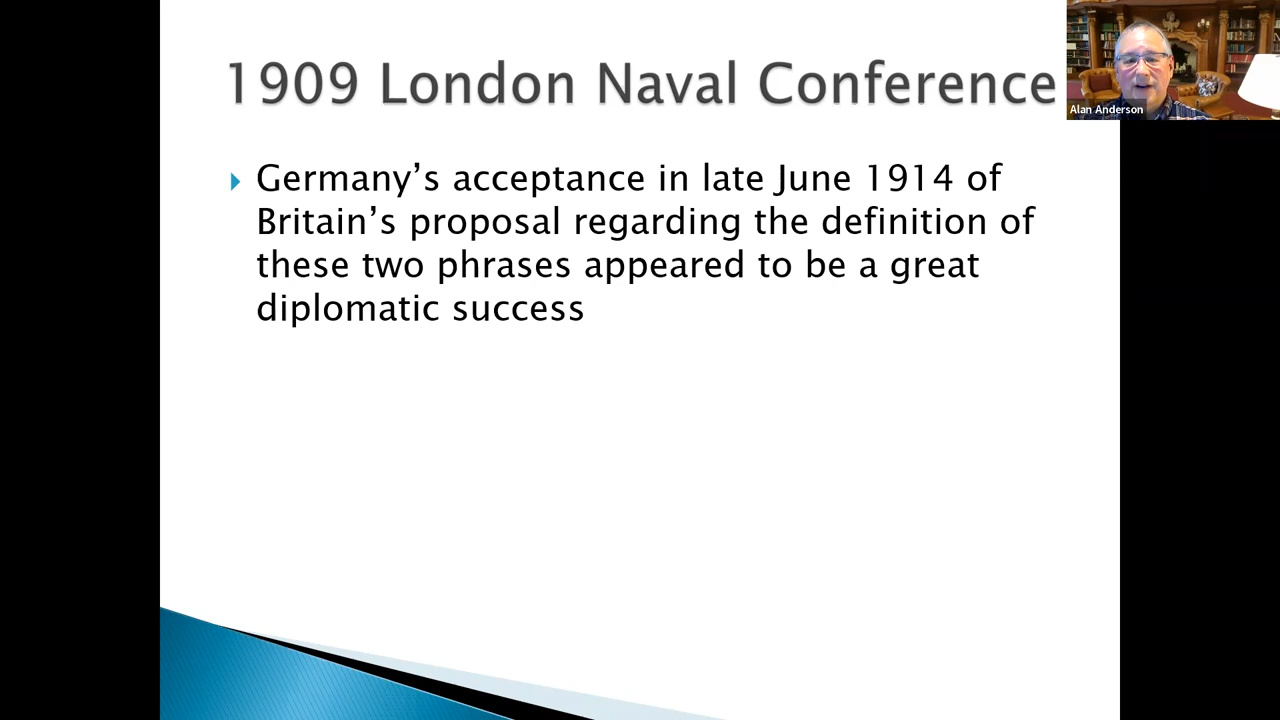 1909 London Naval Conference
Alan Anderson
Germany’s acceptance in late June 1914 of
Britain’s proposal regarding the definition of
these two phrases appeared to be a great
diplomatic success